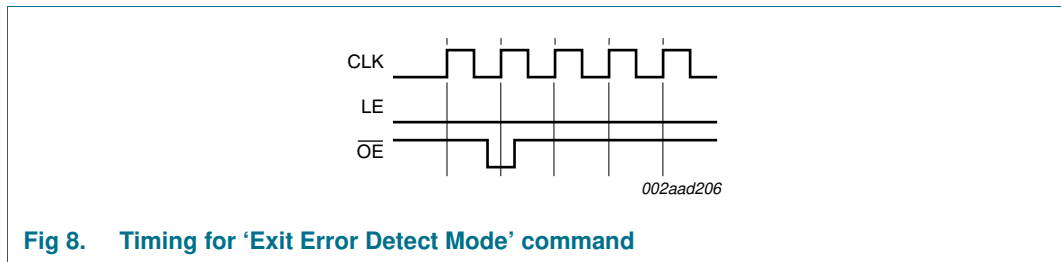 CLK
LE
OE
002aad206
Fig 8. Timing for ‘Exit Error Detect Mode’ command